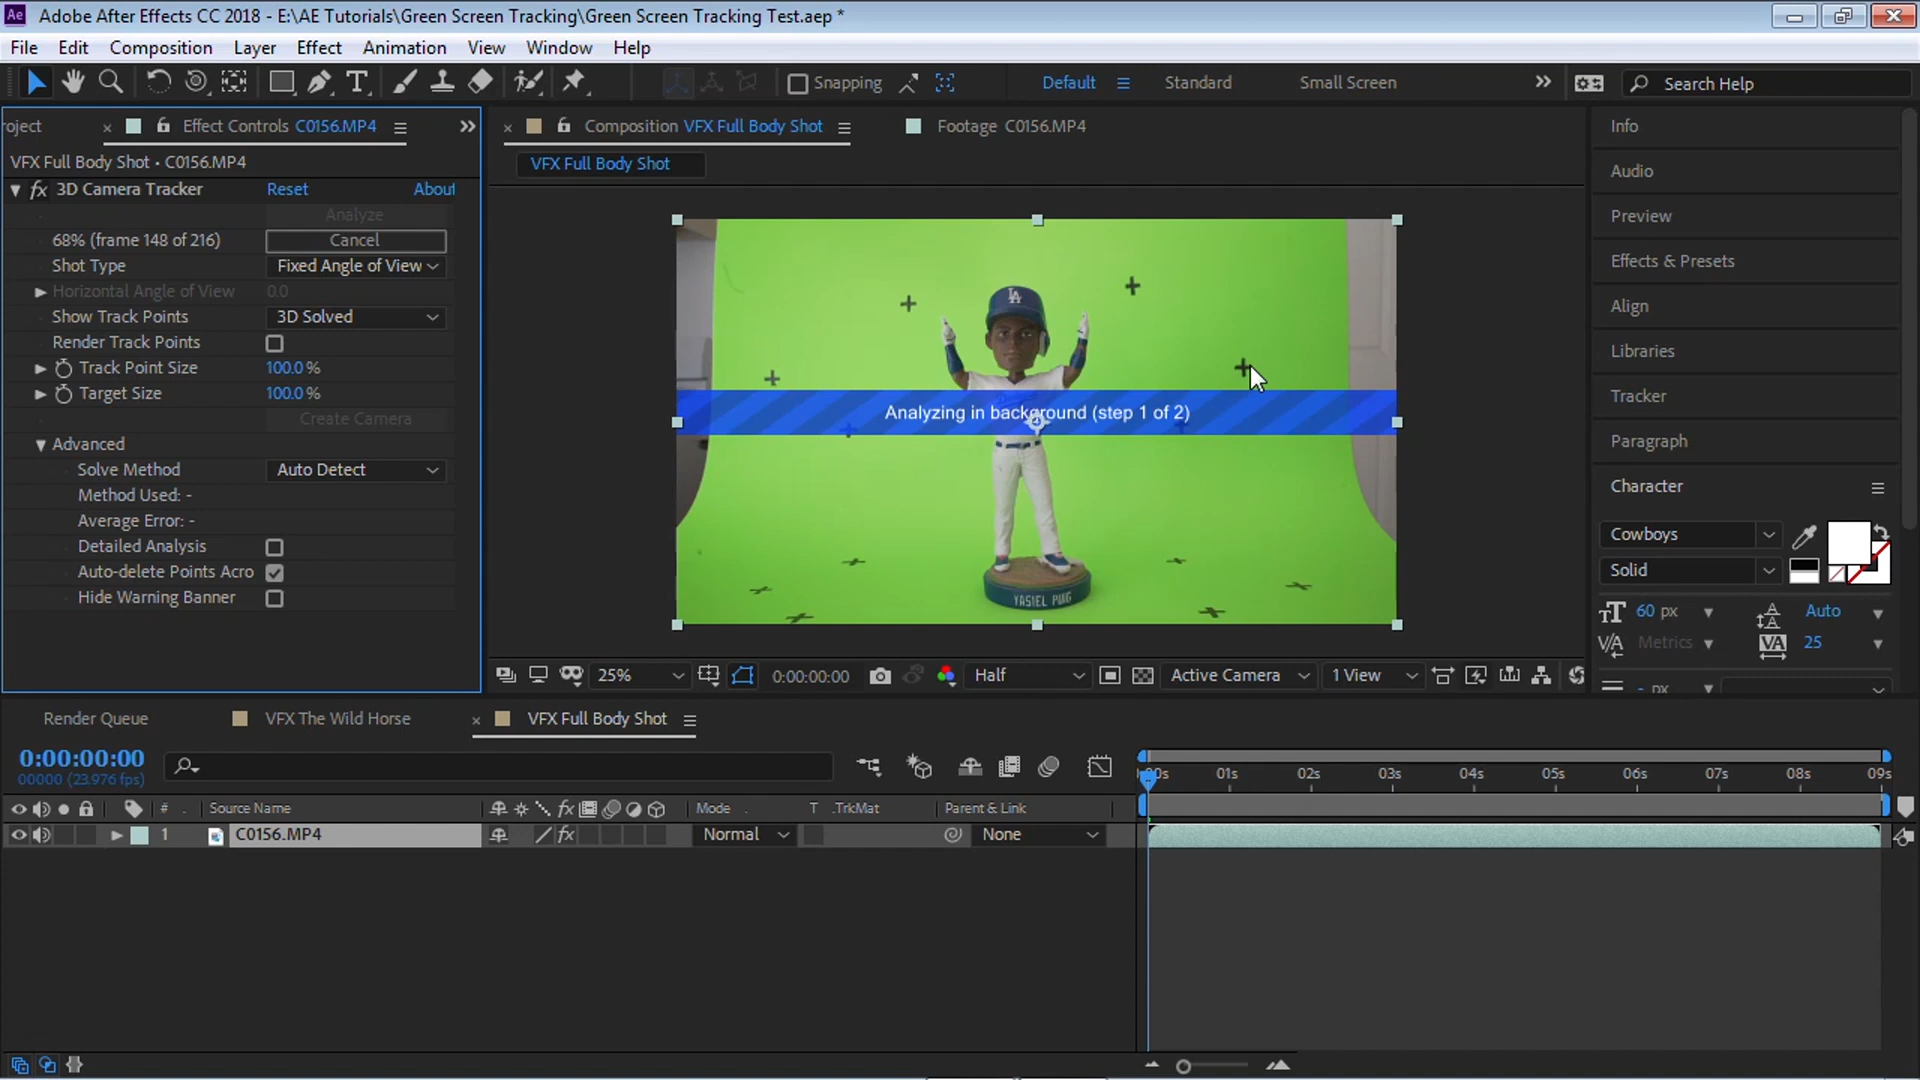 Ae Adobe After Effects CC 2018 - E:\AE Tutorials\Green Screen Tracking\Green Screen Tracking Test.aep *
File Edit Composition Layer Effect Animation View Window Help
Snapping Default Standard Small Screen Search Help
oject Effect Controls C0156.MP4
Composition VFX Full Body Shot Footage C0156.MP4
VFX Full Body Shot • C0156.MP4
VFX Full Body Shot
fx 3D Camera Tracker Reset About
Analyze
68% (frame 148 of 216) Cancel
Shot Type Fixed Angle of View
Horizontal Angle of View 0.0
Show Track Points 3D Solved
Render Track Points
Track Point Size 100.0 %
Target Size 100.0 %
Create Camera
Advanced
Solve Method Auto Detect
Method Used: -
Average Error: -
Detailed Analysis
Auto-delete Points Acro
Hide Warning Banner
LA
Analyzing in background (step 1 of 2)
YASIEL PUIG
25% 0:00:00:00 Half Active Camera 1 View
Info
Audio
Preview
Effects & Presets
Align
Libraries
Tracker
Paragraph
Character
Cowboys
Solid
60 px Auto
Metrics 25
- px
Render Queue VFX The Wild Horse VFX Full Body Shot
0:00:00:00
00000 (23.976 fps)
:00s 01s 02s 03s 04s 05s 06s 07s 08s 09s
# Source Name fx Mode T .TrkMat Parent & Link
1 C0156.MP4 fx Normal None